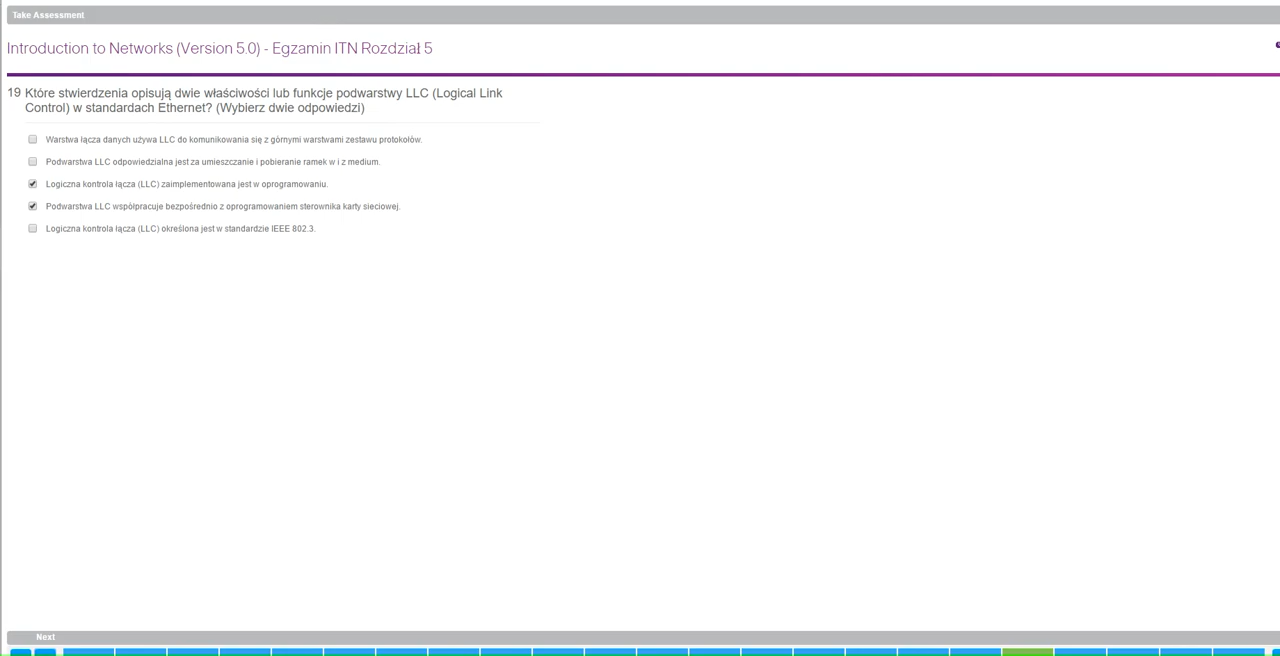 Take Assessment
Introduction to Networks (Version 5.0) - Egzamin ITN Rozdział 5
19 Które stwierdzenia opisują dwie właściwości lub funkcje podwarstwy LLC (Logical Link
Control) w standardach Ethernet? (Wybierz dwie odpowiedzi)
Warstwa łącza danych używa LLC do komunikowania się z górnymi warstwami zestawu protokołów.
Podwarstwa LLC odpowiedzialna jest za umieszczanie i pobieranie ramek w i z medium.
Logiczna kontrola łącza (LLC) zaimplementowana jest w oprogramowaniu.
Podwarstwa LLC współpracuje bezpośrednio z oprogramowaniem sterownika karty sieciowej.
Logiczna kontrola łącza (LLC) określona jest w standardzie IEEE 802.3.
Next